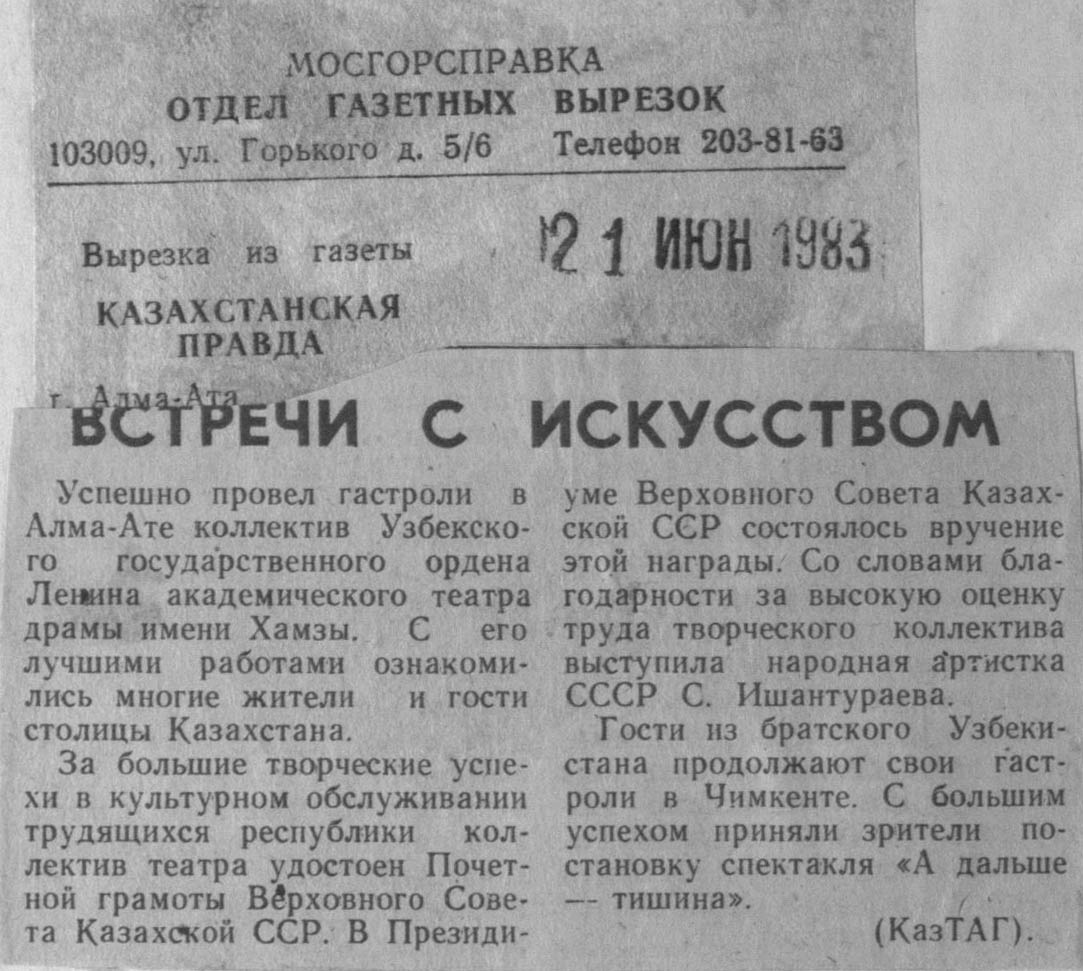 МОСГОРСПРАВКА
ОТДЕЛ ГАЗЕТНЫХ ВЫРЕЗОК
103009, ул. Горького д. 5/6 Телефон 203-81-63
Вырезка из газеты
21 ИЮН 1983
КАЗАХСТАНСКАЯ
ПРАВДА
г. Алма-Ата
ВСТРЕЧИ С ИСКУССТВОМ
Успешно провел гастроли в
Алма-Ате коллектив Узбекско-
го государственного ордена
Ленина академического театра
драмы имени Хамзы. С его
лучшими работами ознакоми-
лись многие жители и гости
столицы Казахстана.
За большие творческие успе-
хи в культурном обслуживании
трудящихся республики кол-
лектив театра удостоен Почет-
ной грамоты Верховного Сове-
та Казахской ССР. В Президи-
уме Верховного Совета Казах-
ской ССР состоялось вручение
этой награды. Со словами бла-
годарности за высокую оценку
труда творческого коллектива
выступила народная артистка
СССР С. Ишантураева.
Гости из братского Узбеки-
стана продолжают свои гаст-
роли в Чимкенте. С большим
успехом приняли зрители по-
становку спектакля «А дальше
— тишина».
(КазТАГ).